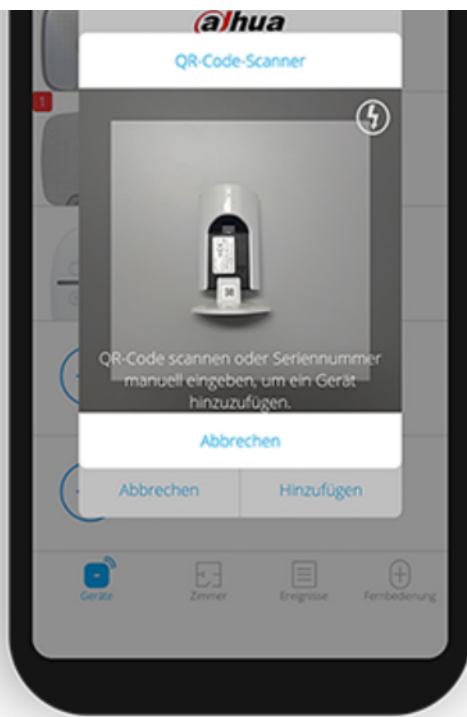 alhua
QR-Code-Scanner
1
QR-Code scannen oder Seriennummer
manuell eingeben, um ein Gerät
hinzuzufügen.
Abbrechen
Abbrechen Hinzufügen
Geräte Zimmer Ereignisse Fernbedienung